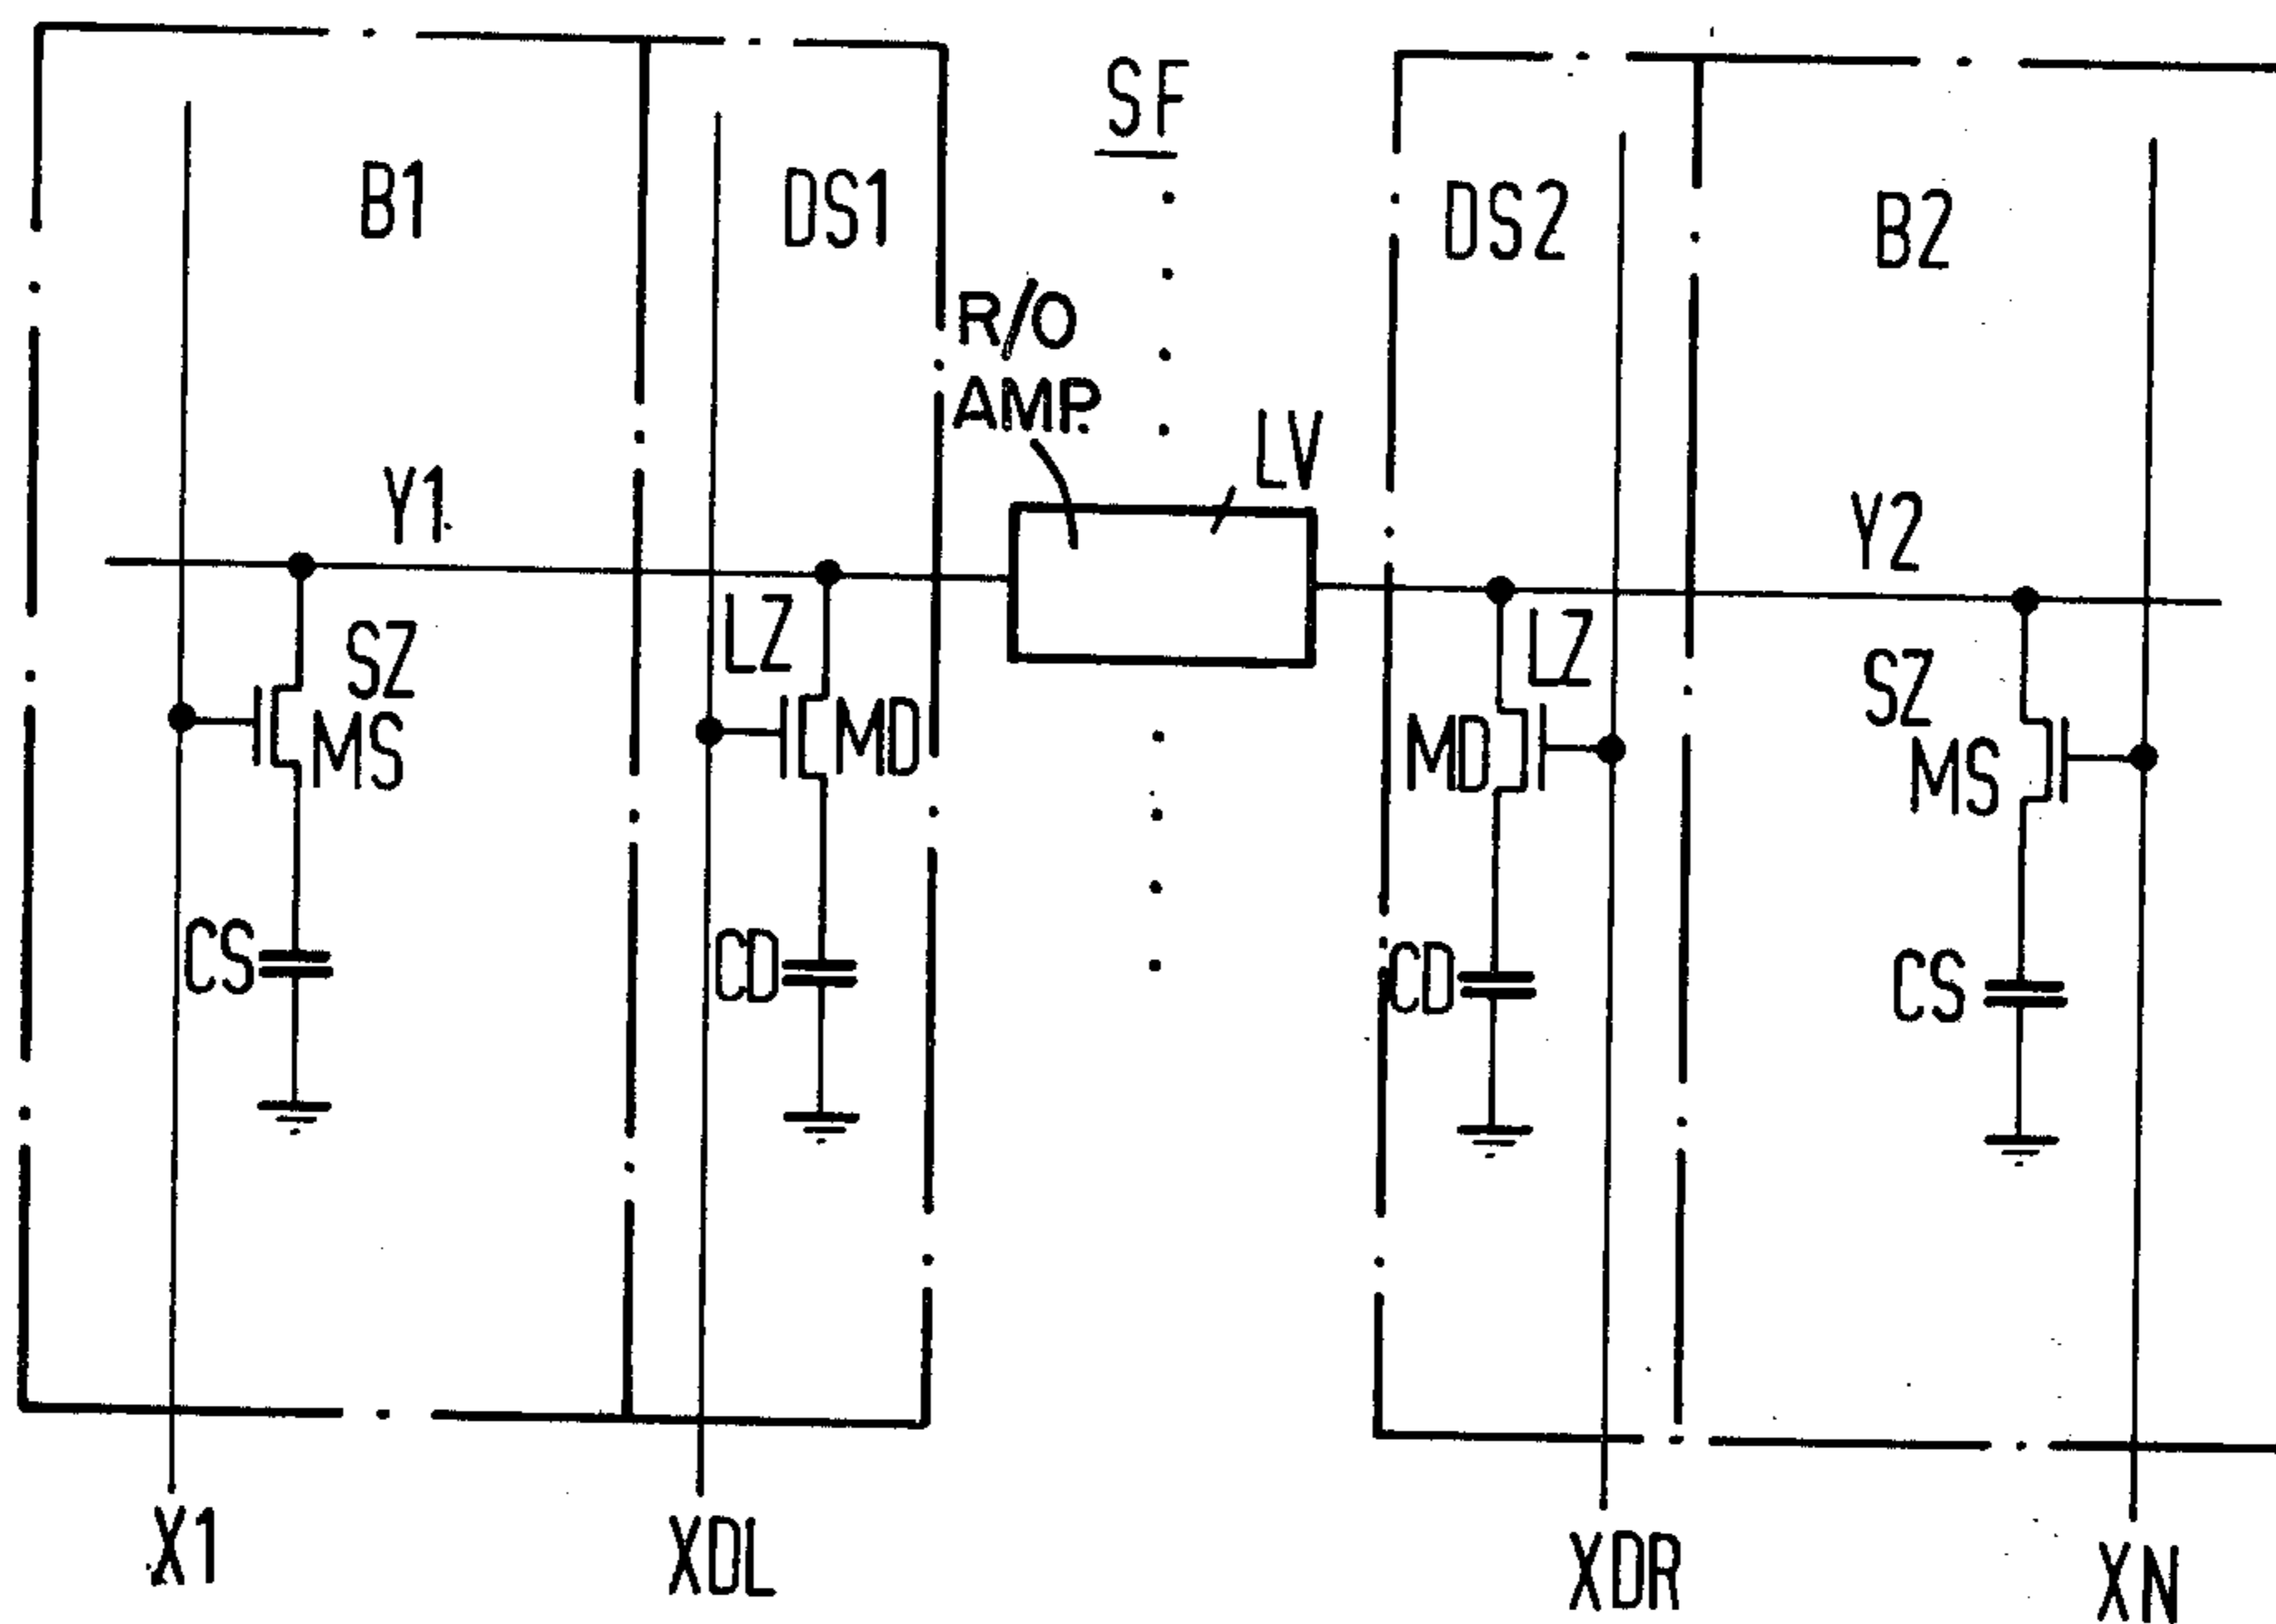 SF
B1
DS1
DS2
B2
R/O
AMP.
LV
Y1
Y2
SZ
MS
LZ
MD
LZ
MD
SZ
MS
CS
CD
CD
CS
X1
XDL
XDR
XN